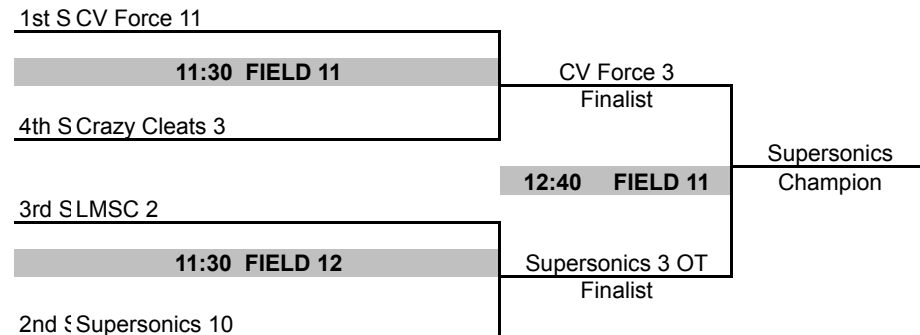 1st S CV Force 11
11:30 FIELD 11
CV Force 3
Finalist
4th S Crazy Cleats 3
Supersonics
12:40 FIELD 11
Champion
3rd S LMSC 2
11:30 FIELD 12
Supersonics 3 OT
Finalist
2nd S Supersonics 10